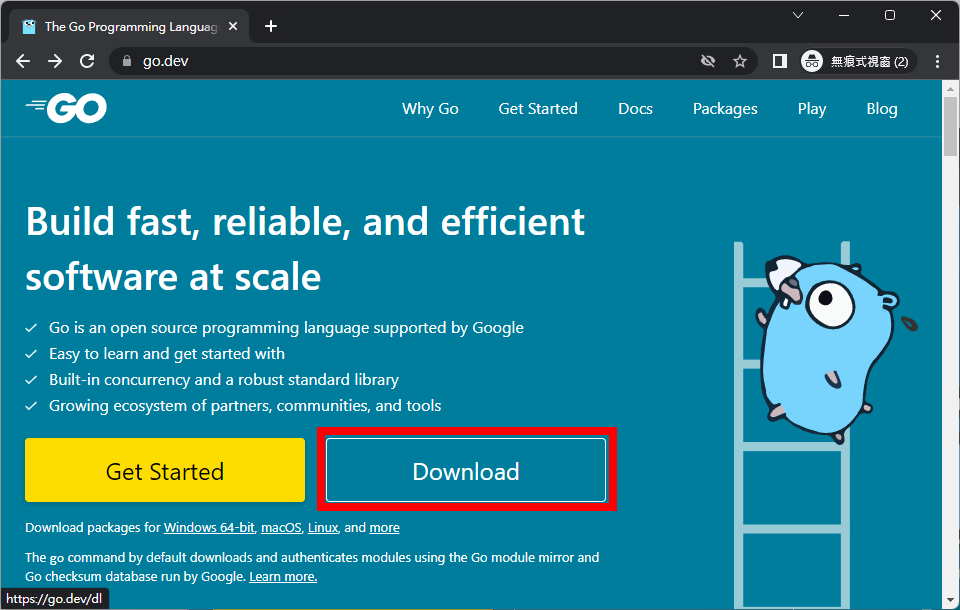 The Go Programming Languag
go.dev
無痕式視窗 (2)
GO
Why Go
Get Started
Docs
Packages
Play
Blog
Build fast, reliable, and efficient
software at scale
Go is an open source programming language supported by Google
Easy to learn and get started with
Built-in concurrency and a robust standard library
Growing ecosystem of partners, communities, and tools
Get Started
Download
Download packages for Windows 64-bit, macOS, Linux, and more
The go command by default downloads and authenticates modules using the Go module mirror and
Go checksum database run by Google. Learn more.
https://go.dev/dl